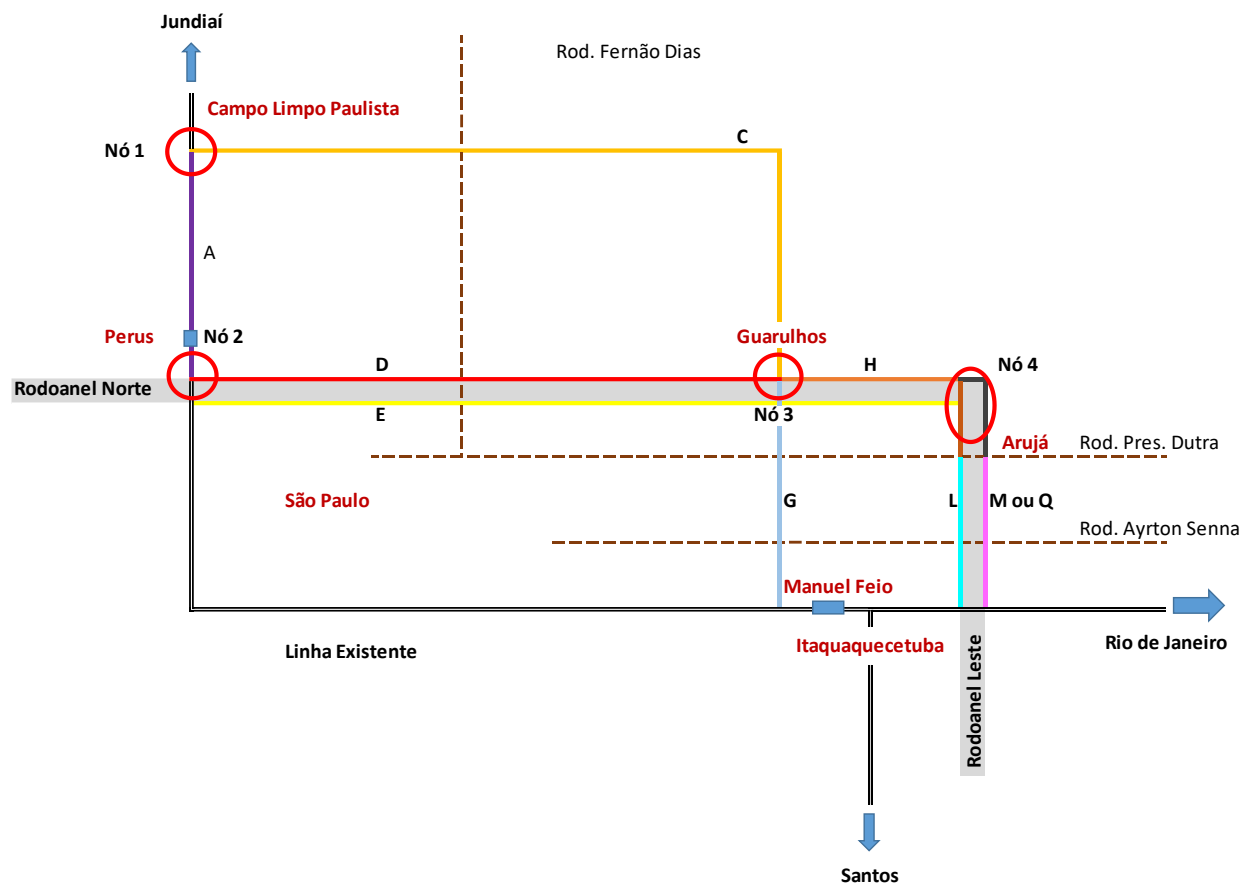 Jundiaí
Rod. Fernão Dias
Campo Limpo Paulista
C
Nó 1
A
Perus
Nó 2
Guarulhos
D
H
Nó 4
Rodoanel Norte
E
Nó 3
Arujá
Rod. Pres. Dutra
São Paulo
G
L
M ou Q
Rod. Ayrton Senna
Manuel Feio
Linha Existente
Itaquaquecetuba
Rodoanel Leste
Rio de Janeiro
Santos